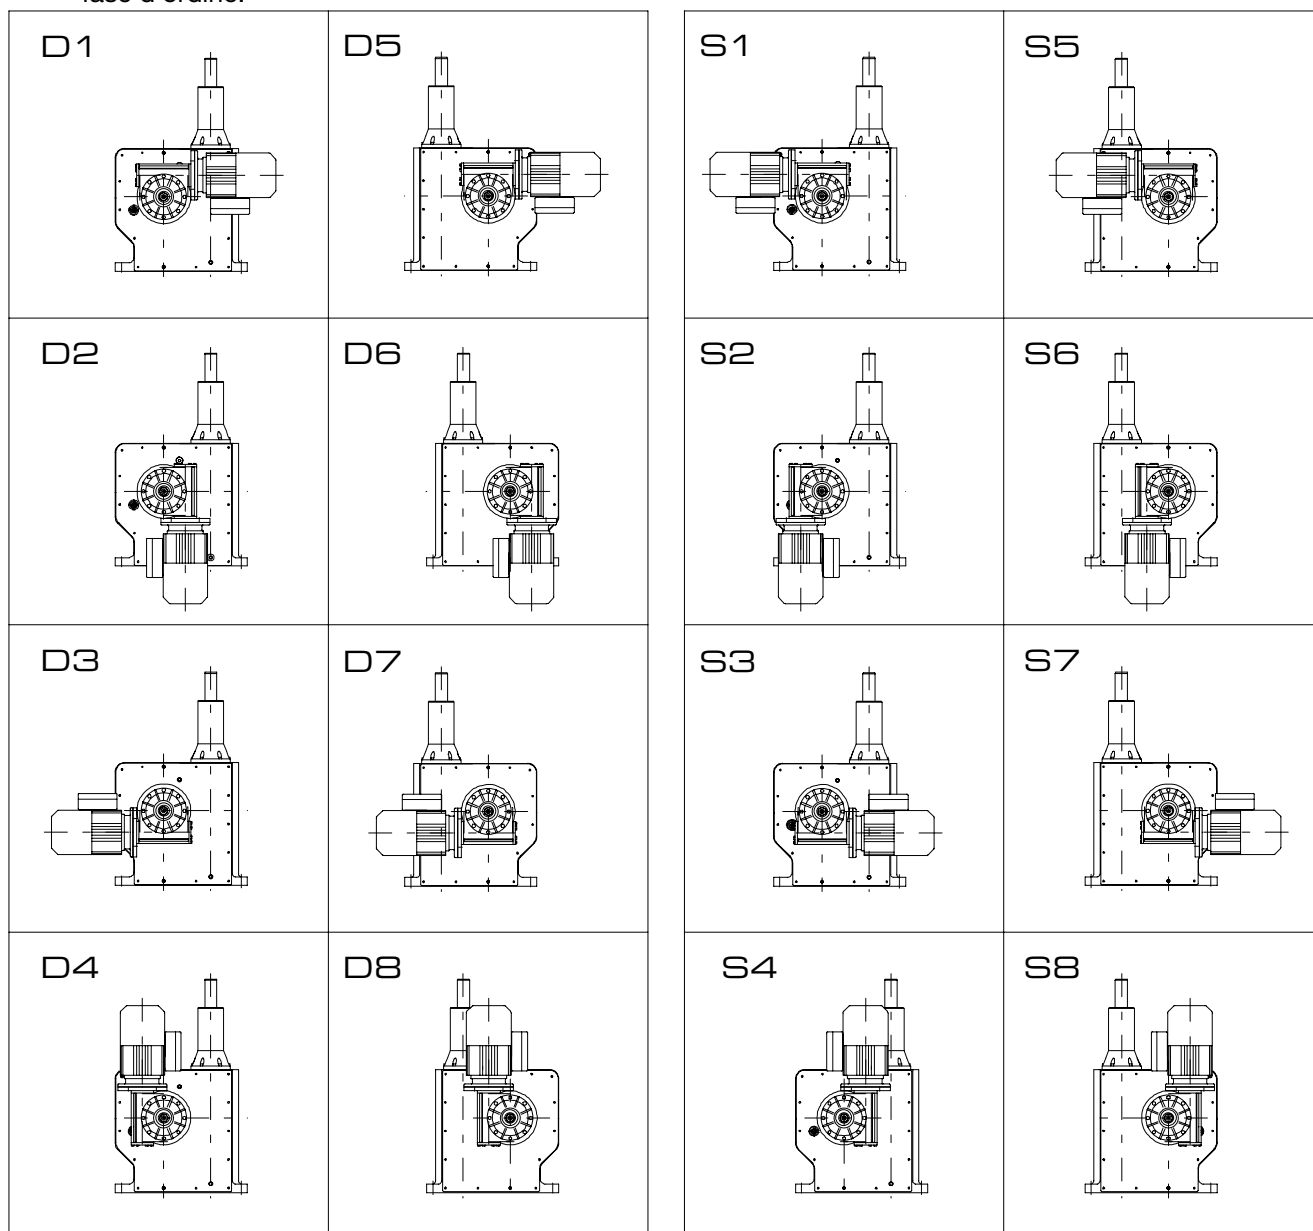 fase d'ordine.
D1 D5 S1 S5
D2 D6 S2 S6
D3 D7 S3 S7
D4 D8 S4 S8